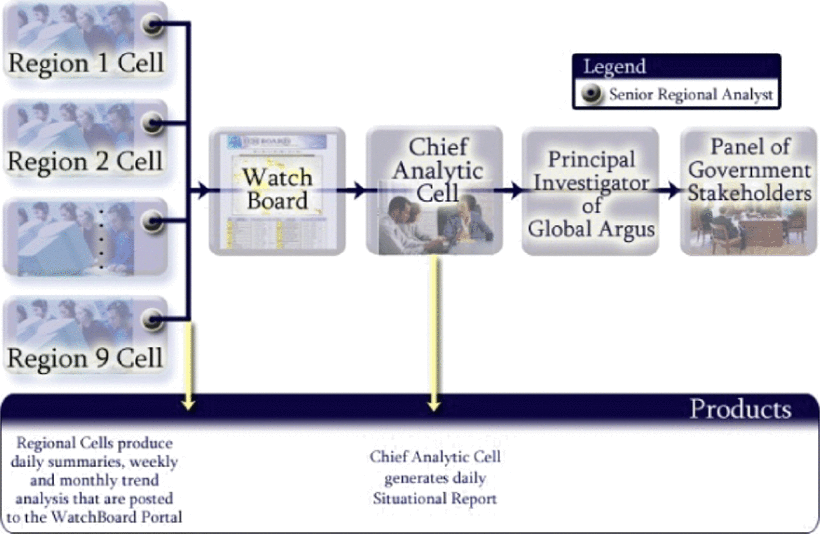 Region 1 Cell
Region 2 Cell
Region 9 Cell
Watch
Board
Chief
Analytic
Cell
Principal
Investigator
of
Global Argus
Panel of
Government
Stakeholders
Legend
Senior Regional Analyst
Products
Regional Cells produce
daily summaries, weekly
and monthly trend
analysis that are posted
to the WatchBoard Portal
Chief Analytic Cell
generates daily
Situational Report